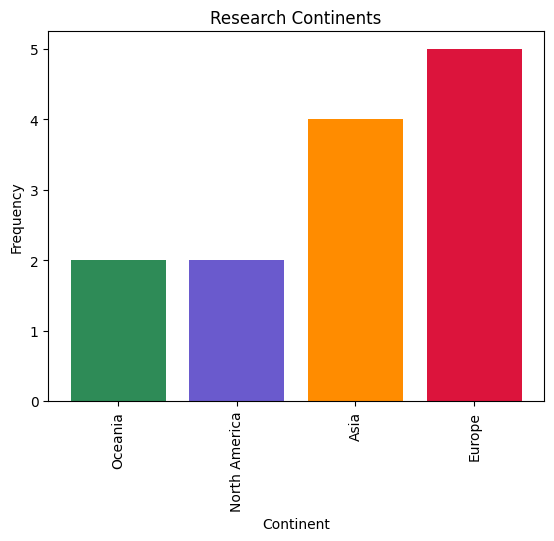 Research Continents
Frequency
5
4
3
2
1
0
Oceania
North America
Asia
Europe
Continent